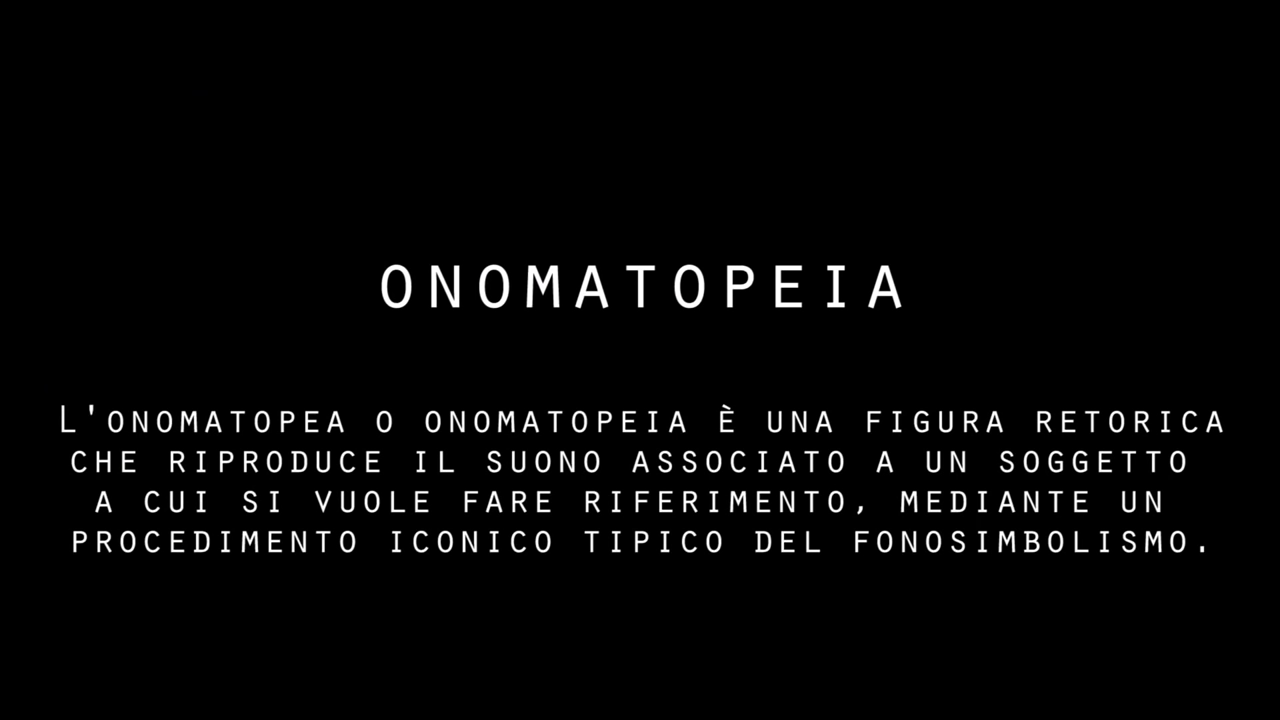 ONOMATOPEIA
L'ONOMATOPEA O ONOMATOPEIA È UNA FIGURA RETORICA
CHE RIPRODUCE IL SUONO ASSOCIATO A UN SOGGETTO
A CUI SI VUOLE FARE RIFERIMENTO, MEDIANTE UN
PROCEDIMENTO ICONICO TIPICO DEL FONOSIMBOLISMO.